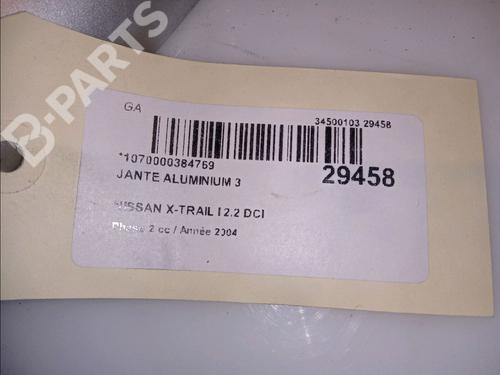 B-PARTS
GA
34500103 29458
*1070000384769
29458
JANTE ALUMINIUM 3
NISSAN X-TRAIL I 2.2 DCI
Phase 2 cc / Année 2004